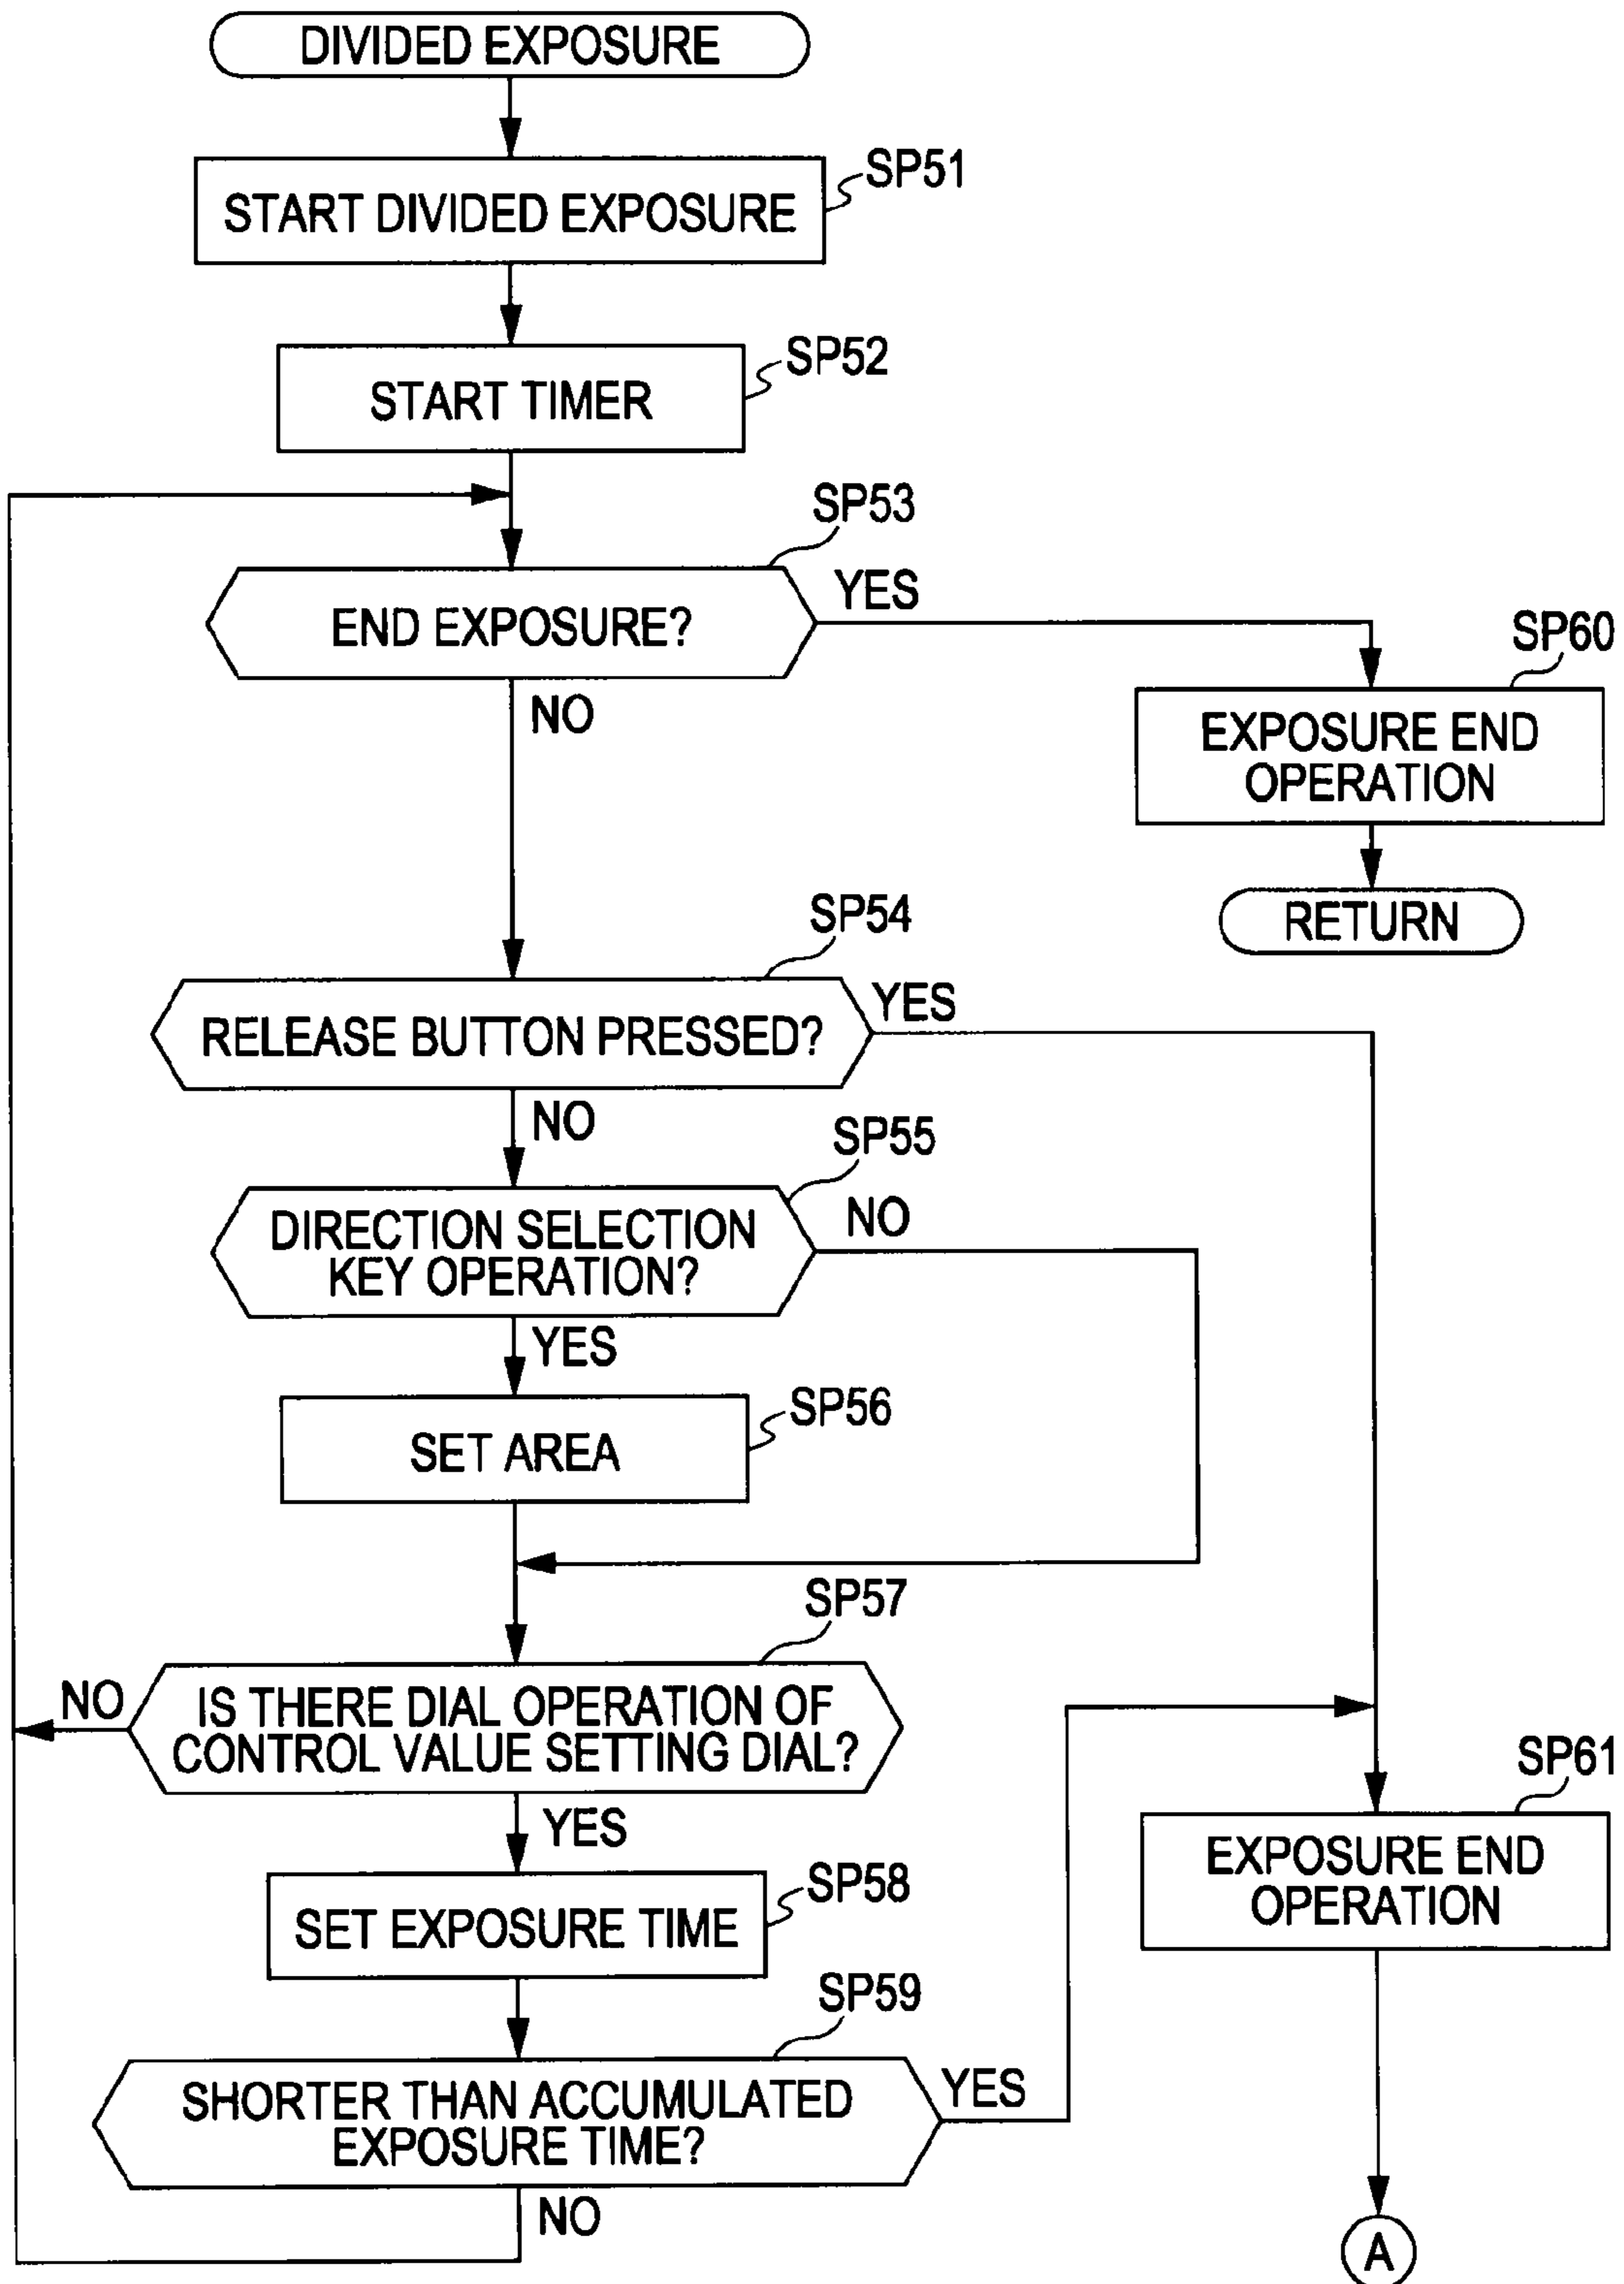 DIVIDED EXPOSURE
SP51
START DIVIDED EXPOSURE
SP52
START TIMER
SP53
END EXPOSURE?
YES
NO
SP60
EXPOSURE END
OPERATION
RETURN
SP54
RELEASE BUTTON PRESSED?
YES
NO
SP55
DIRECTION SELECTION
KEY OPERATION?
NO
YES
SP56
SET AREA
SP57
IS THERE DIAL OPERATION OF
CONTROL VALUE SETTING DIAL?
NO
YES
SP58
SET EXPOSURE TIME
SP59
SHORTER THAN ACCUMULATED
EXPOSURE TIME?
YES
NO
SP61
EXPOSURE END
OPERATION
A